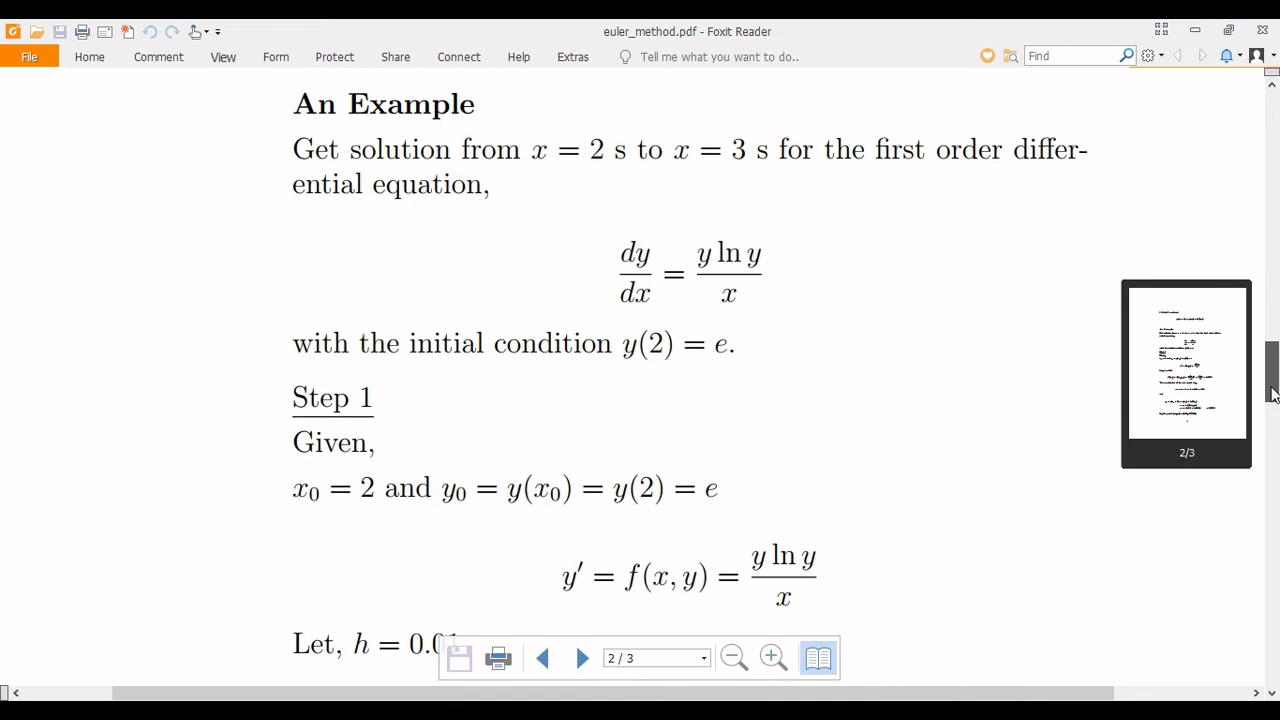 euler_method.pdf - Foxit Reader
File Home Comment View Form Protect Share Connect Help Extras Tell me what you want to do.. Find
An Example
Get solution from x = 2 s to x = 3 s for the first order differ-
ential equation,
dy/dx = y ln y/x
with the initial condition y(2) = e.
Step 1
Given,
x₀ = 2 and y₀ = y(x₀) = y(2) = e
y′ = f(x, y) = y ln y/x
Let, h = 0.01
2 / 3
2/3